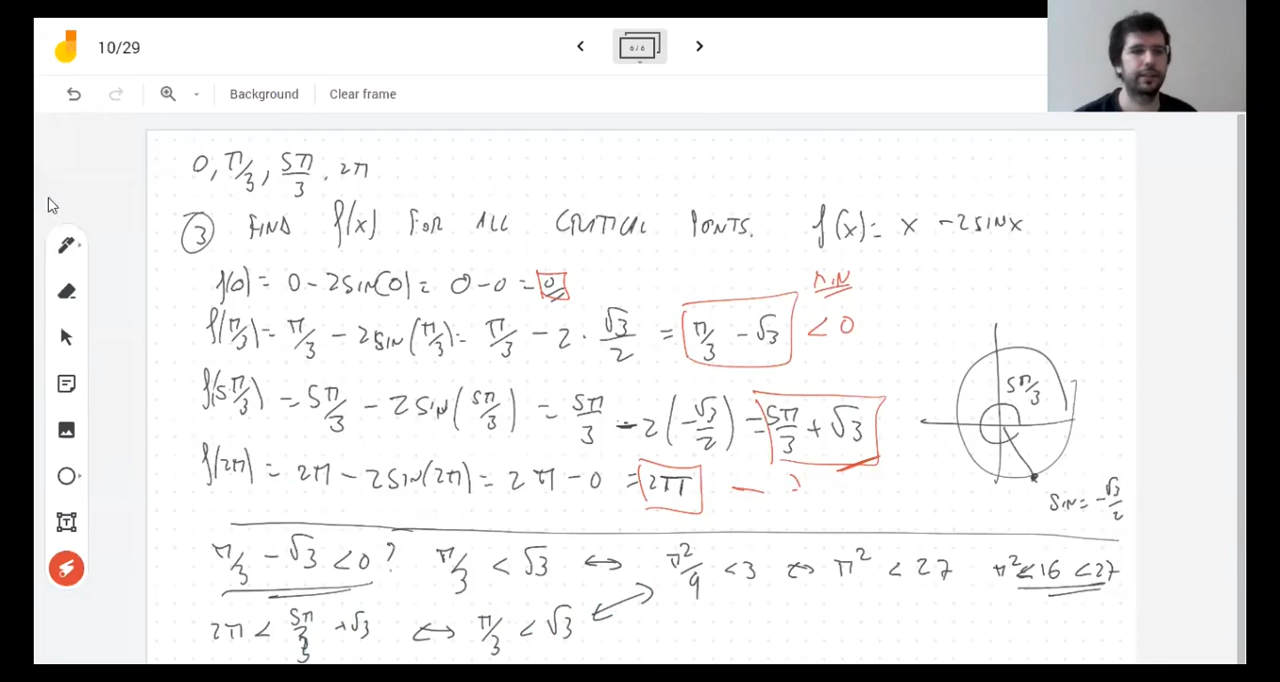 10/29
6/6
Background
Clear frame
0, π/3, 5π/3, 2π
③ FIND f(x) FOR ALL CRITICAL POINTS. f(x) = x - 2SINX
f(0) = 0 - 2SIN(0) = 0 - 0 = 0
MIN
f(π/3) = π/3 - 2SIN(π/3) = π/3 - 2 · √3/2 = π/3 - √3 < 0
f(5π/3) = 5π/3 - 2SIN(5π/3) = 5π/3 - 2(-√3/2) = 5π/3 + √3
5π/3
f(2π) = 2π - 2SIN(2π) = 2π - 0 = 2π
SIN = -√3/2
π/3 - √3 < 0 ? π/3 < √3 ↔ π²/9 < 3 ↔ π² < 27 π² < 16 < 27
2π < 5π/3 + √3 ↔ π/3 < √3